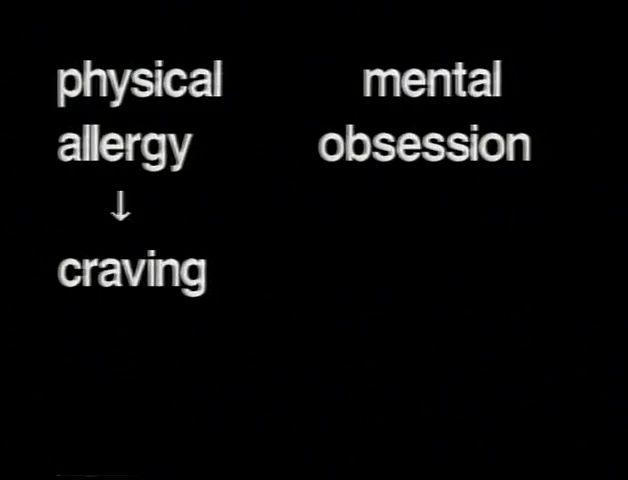 physical mental
allergy obsession
↓
craving